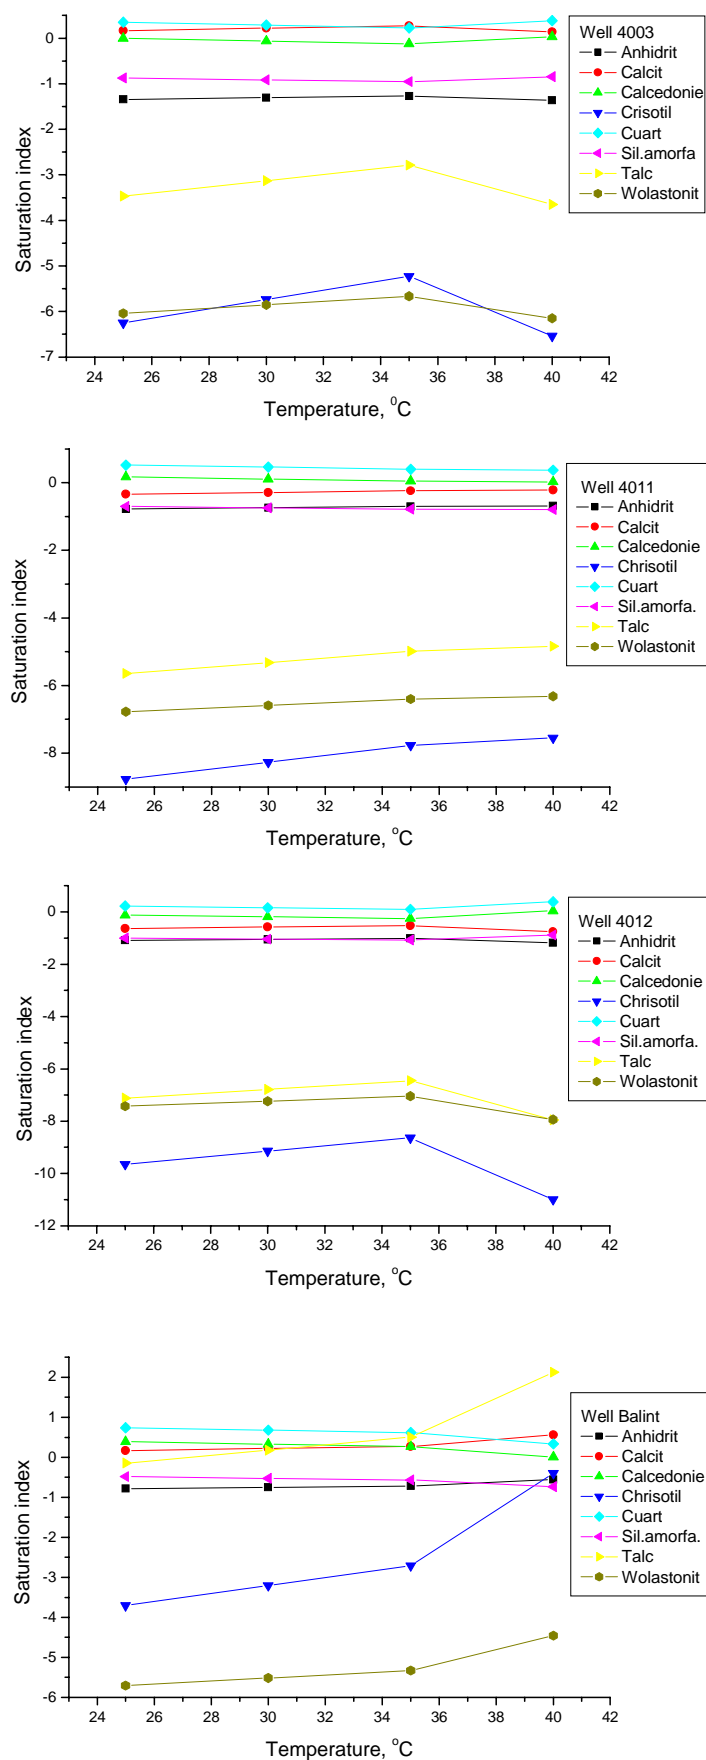 0
-1
-2
-3
-4
-5
-6
-7
Saturation index
24 26 28 30 32 34 36 38 40 42
Temperature, ⁰C
Well 4003
Anhidrit
Calcit
Calcedonie
Crisotil
Cuart
Sil.amorfa
Talc
Wolastonit
0
-2
-4
-6
-8
Saturation index
24 26 28 30 32 34 36 38 40 42
Temperature, ᵒC
Well 4011
Anhidrit
Calcit
Calcedonie
Chrisotil
Cuart
Sil.amorfa.
Talc
Wolastonit
0
-2
-4
-6
-8
-10
-12
Saturation index
24 26 28 30 32 34 36 38 40 42
Temperature, ᵒC
Well 4012
Anhidrit
Calcit
Calcedonie
Chrisotil
Cuart
Sil.amorfa.
Talc
Wolastonit
2
1
0
-1
-2
-3
-4
-5
-6
Saturation index
24 26 28 30 32 34 36 38 40 42
Temperature, ᵒC
Well Balint
Anhidrit
Calcit
Calcedonie
Chrisotil
Cuart
Sil.amorfa.
Talc
Wolastonit